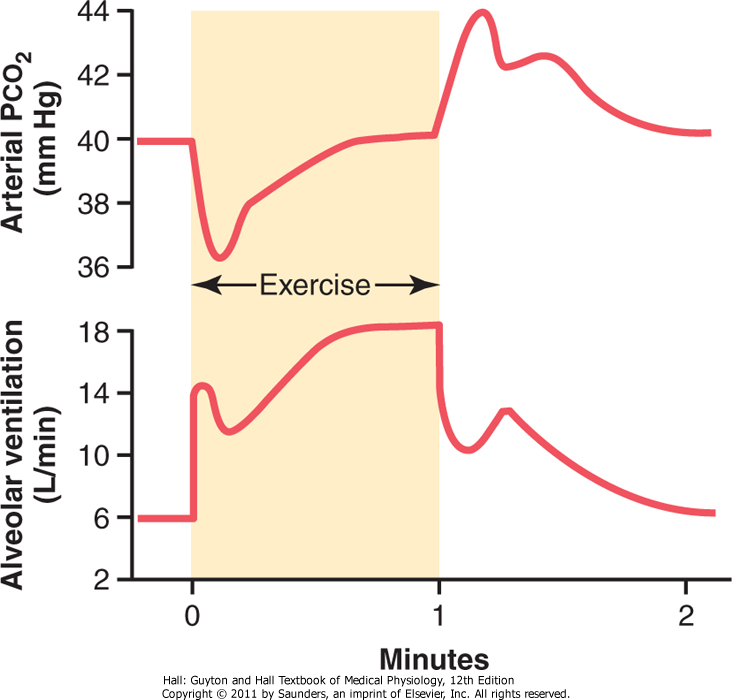 44
42
40
38
36
Arterial PCO2
(mm Hg)
Exercise
18
14
10
6
2
Alveolar ventilation
(L/min)
0
1
2
Minutes
Hall: Guyton and Hall Textbook of Medical Physiology, 12th Edition
Copyright © 2011 by Saunders, an imprint of Elsevier, Inc. All rights reserved.